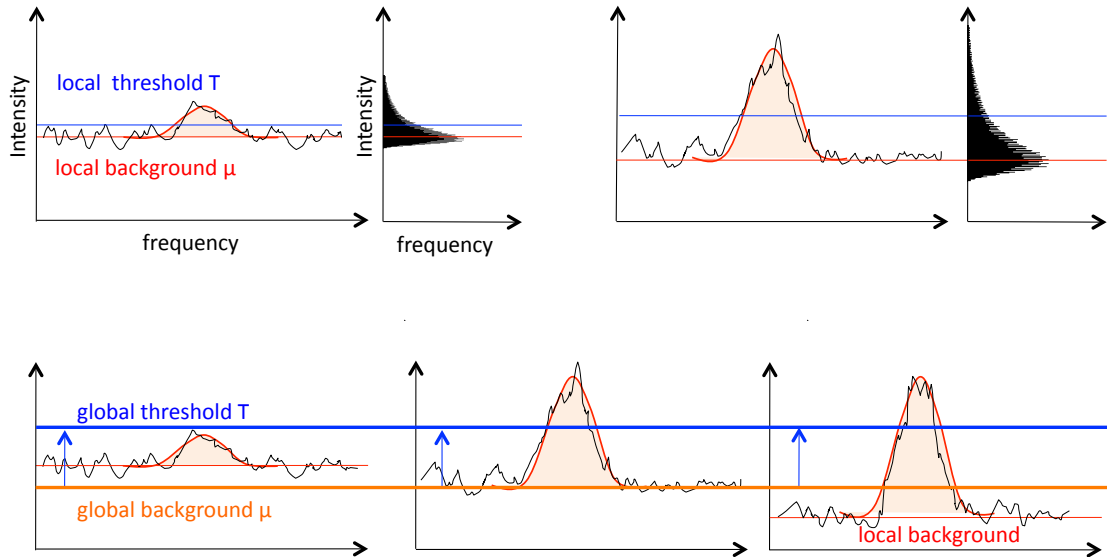 Intensity
local  threshold T
local background μ
frequency
Intensity
frequency
global threshold T
global background μ
local background